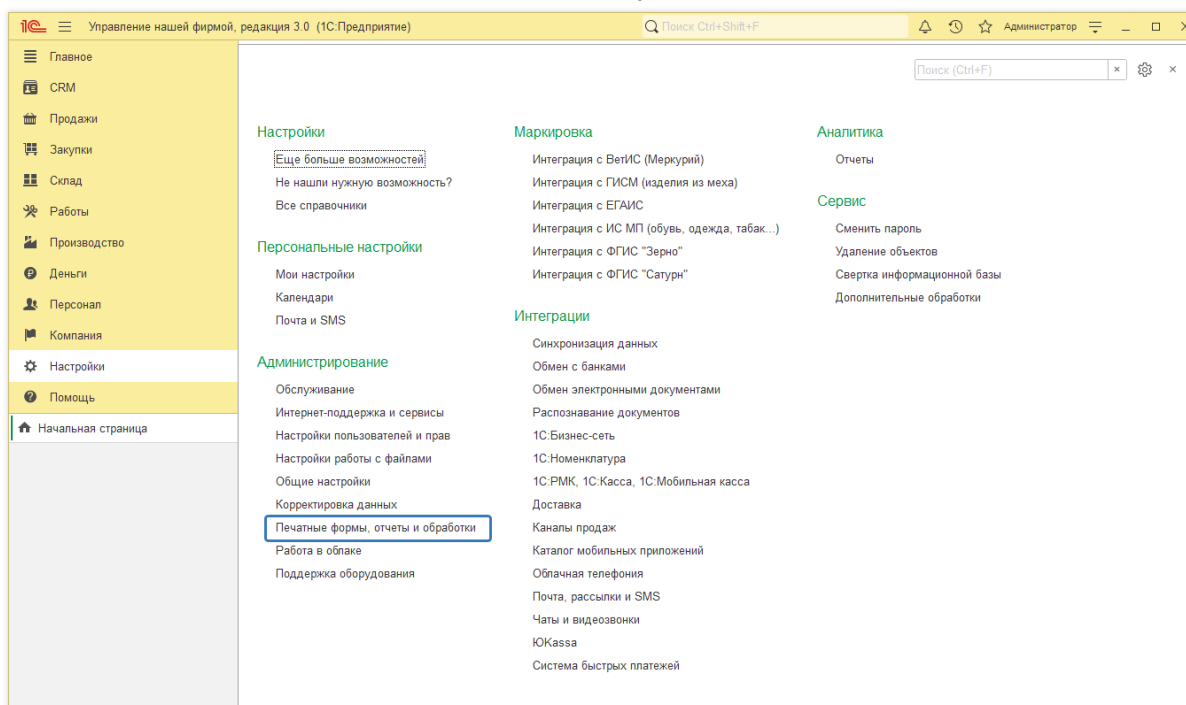 1С Управление нашей фирмой, редакция 3.0 (1С:Предприятие) Поиск Ctrl+Shift+F Администратор
Главное
CRM
Продажи
Закупки
Склад
Работы
Производство
Деньги
Персонал
Компания
Настройки
Помощь
Начальная страница
Поиск (Ctrl+F)
Настройки
Еще больше возможностей
Не нашли нужную возможность?
Все справочники
Персональные настройки
Мои настройки
Календари
Почта и SMS
Администрирование
Обслуживание
Интернет-поддержка и сервисы
Настройки пользователей и прав
Настройки работы с файлами
Общие настройки
Корректировка данных
Печатные формы, отчеты и обработки
Работа в облаке
Поддержка оборудования
Маркировка
Интеграция с ВетИС (Меркурий)
Интеграция с ГИСМ (изделия из меха)
Интеграция с ЕГАИС
Интеграция с ИС МП (обувь, одежда, табак...)
Интеграция с ФГИС "Зерно"
Интеграция с ФГИС "Сатурн"
Интеграции
Синхронизация данных
Обмен с банками
Обмен электронными документами
Распознавание документов
1С:Бизнес-сеть
1С:Номенклатура
1С:РМК, 1С:Касса, 1С:Мобильная касса
Доставка
Каналы продаж
Каталог мобильных приложений
Облачная телефония
Почта, рассылки и SMS
Чаты и видеозвонки
ЮKassa
Система быстрых платежей
Аналитика
Отчеты
Сервис
Сменить пароль
Удаление объектов
Свертка информационной базы
Дополнительные обработки